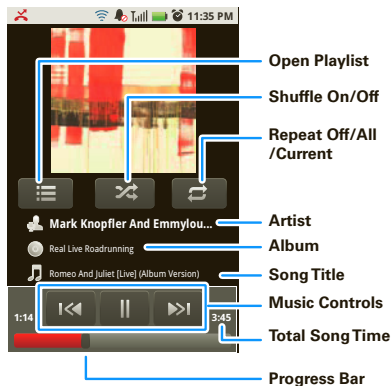 11:35 PM
Open Playlist
Shuffle On/Off
Repeat Off/All
/Current
Mark Knopfler And Emmylou...
Artist
Real Live Roadrunning
Album
Romeo And Juliet [Live] (Album Version)
Song Title
Music Controls
1:14
3:45
Total Song Time
Progress Bar